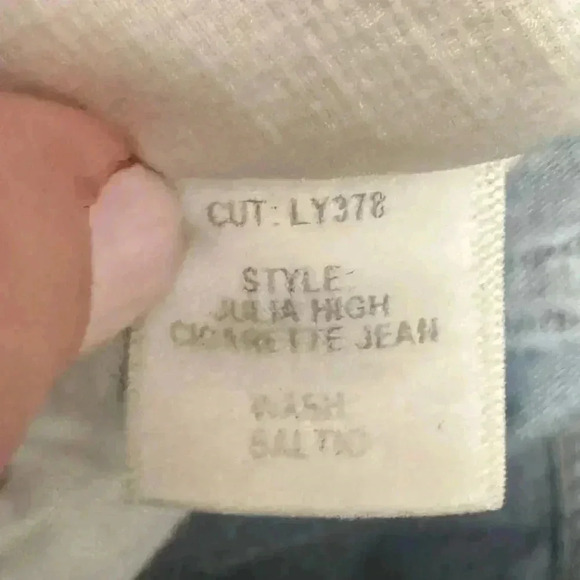 CUT: LY378
STYLE:
JULIA HIGH
CIGARETTE JEAN
WASH
BALTIC